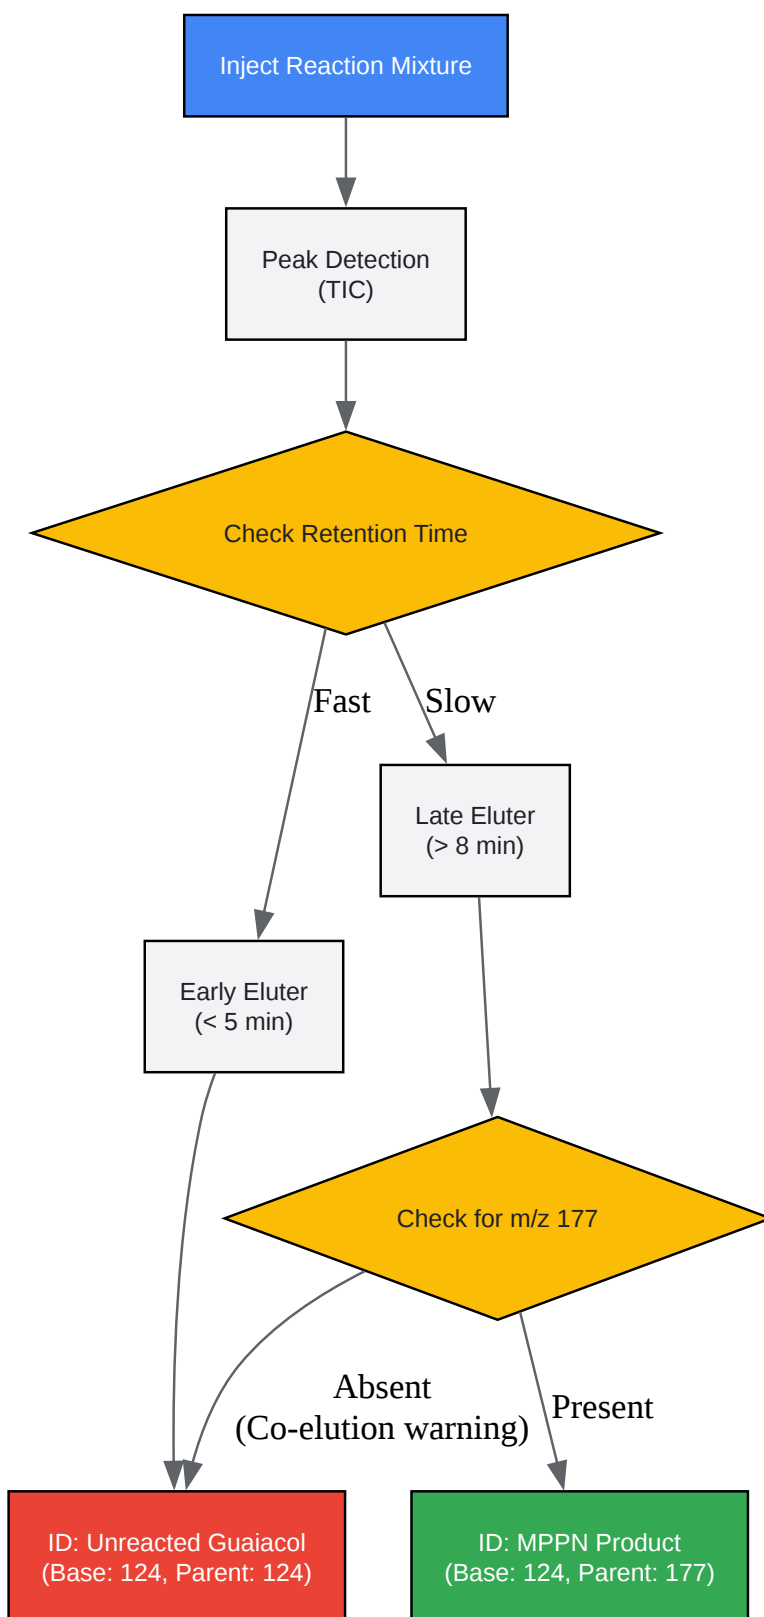 Inject Reaction Mixture
Peak Detection
(TIC)
Check Retention Time
Fast
Slow
Late Eluter
(> 8 min)
Early Eluter
(< 5 min)
Check for m/z 177
Absent
(Co-elution warning)
Present
ID: Unreacted Guaiacol
(Base: 124, Parent: 124)
ID: MPPN Product
(Base: 124, Parent: 177)